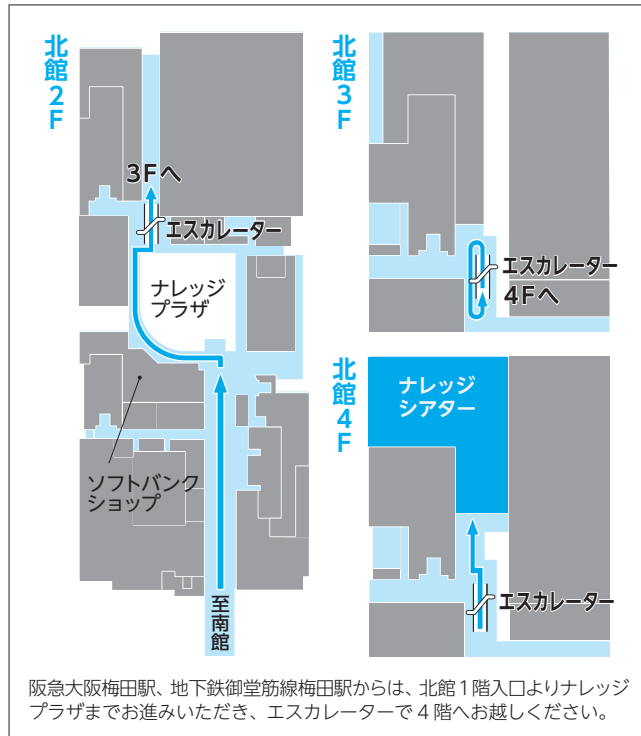 北館2F
3Fへ
エスカレーター
ナレッジ
プラザ
ソフトバンク
ショップ
至南館
北館3F
エスカレーター
4Fへ
北館4F
ナレッジ
シアター
エスカレーター
阪急大阪梅田駅、地下鉄御堂筋線梅田駅からは、北館1階入口よりナレッジ
プラザまでお進みいただき、エスカレーターで4階へお越しください。